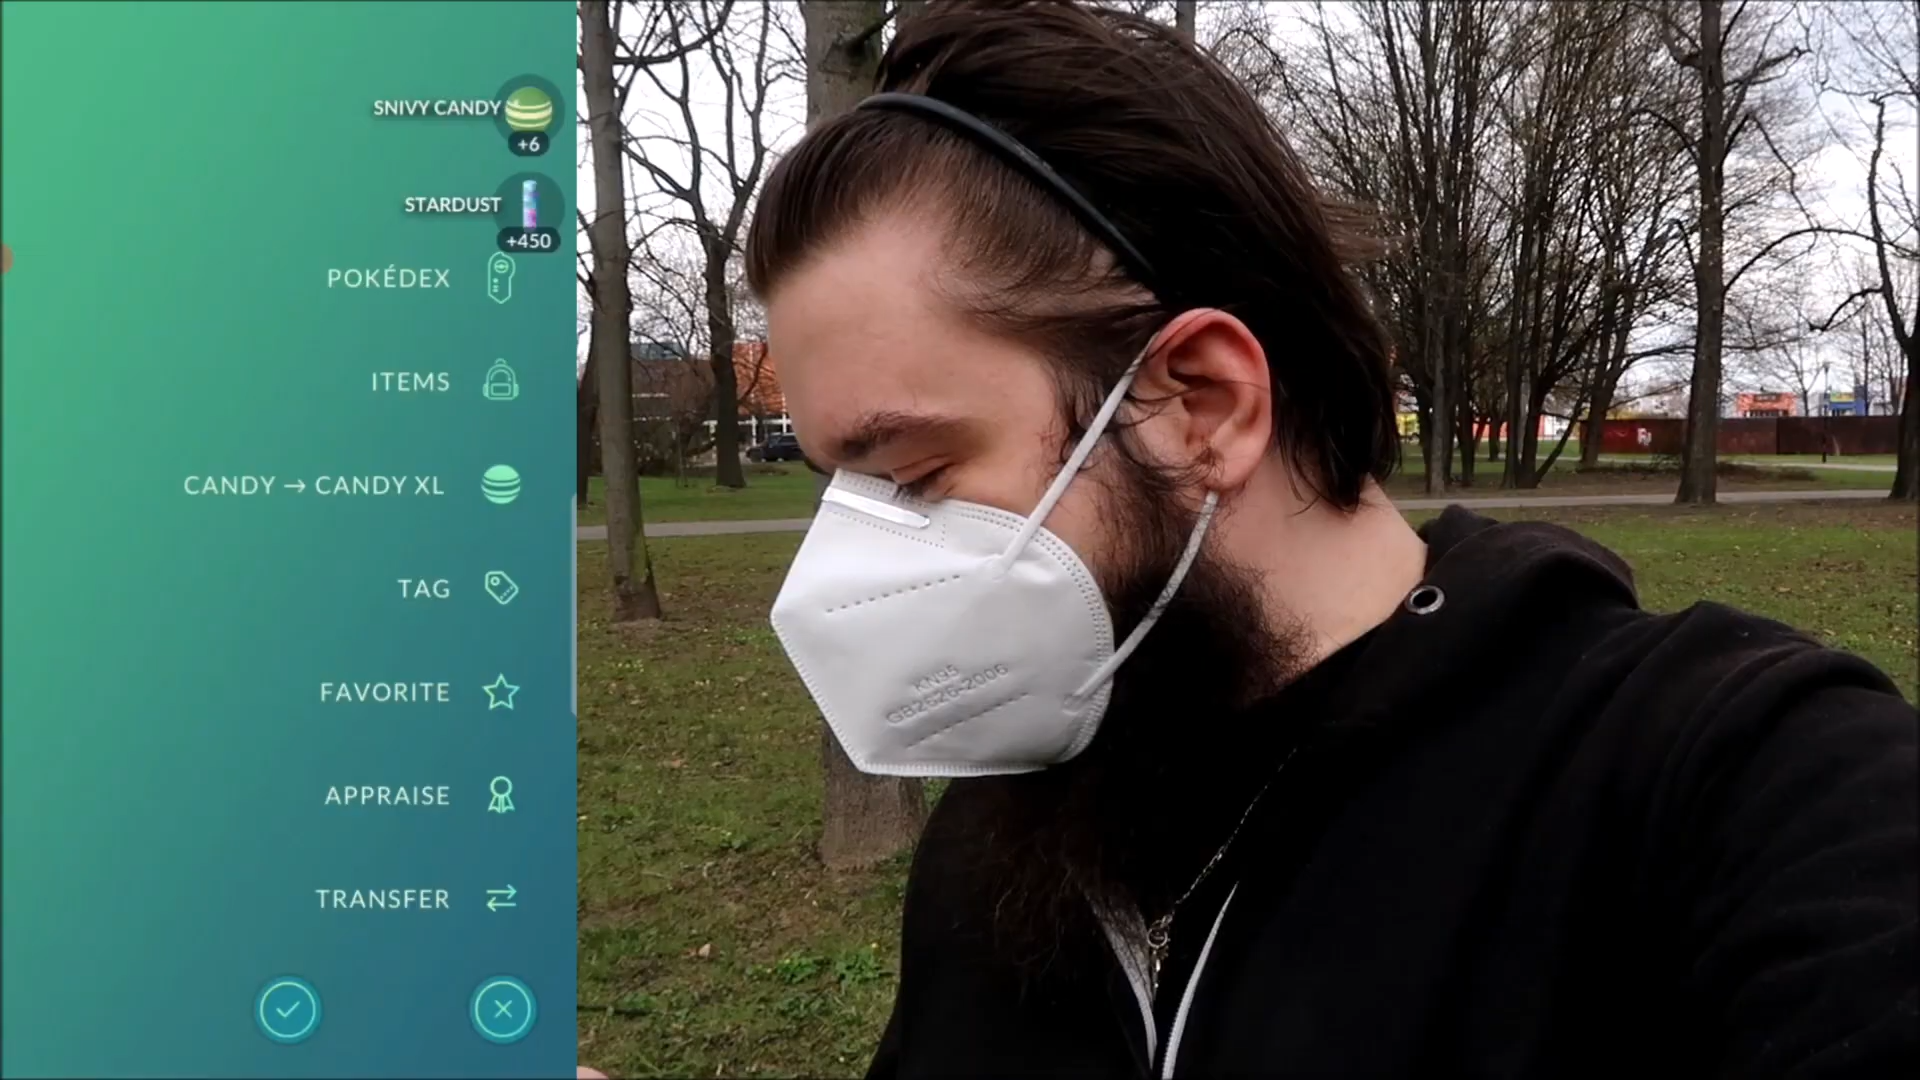 SNIVY CANDY
+6
STARDUST
+450
POKÉDEX
ITEMS
CANDY → CANDY XL
TAG
FAVORITE
APPRAISE
TRANSFER
KN95
GB2626-2006